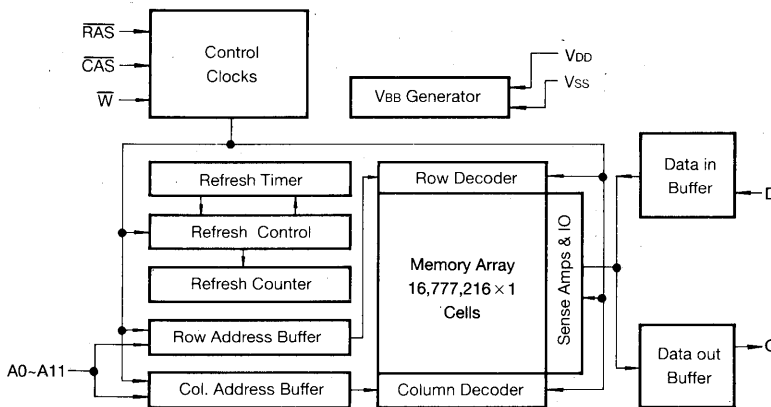 RAS
CAS
W
Control
Clocks
VBB Generator
VDD
VSS
Refresh Timer
Refresh Control
Refresh Counter
Row Address Buffer
Col. Address Buffer
A0~A11
Row Decoder
Memory Array
16,777,216×1
Cells
Sense Amps & IO
Column Decoder
Data in
Buffer
Data out
Buffer